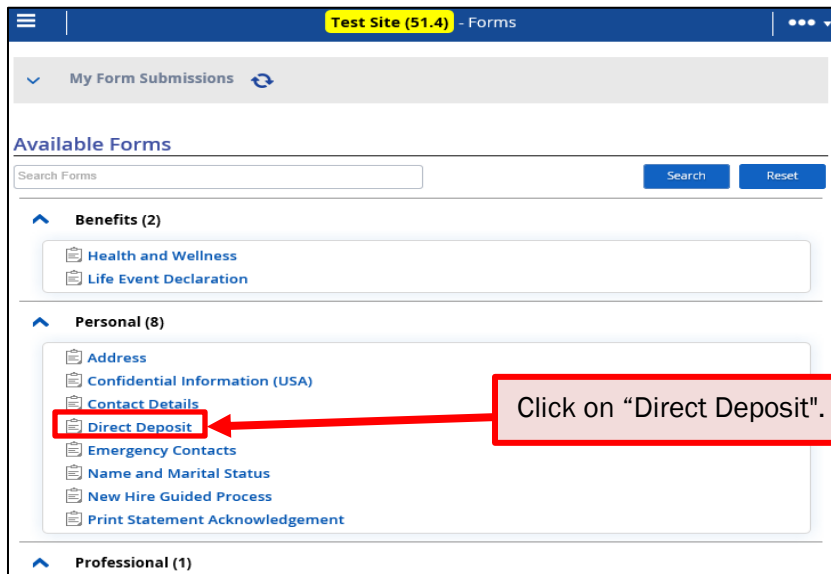 Test Site (51.4) - Forms
My Form Submissions
Available Forms
Search Forms
Search
Reset
Benefits (2)
Health and Wellness
Life Event Declaration
Personal (8)
Address
Confidential Information (USA)
Contact Details
Direct Deposit
Click on “Direct Deposit".
Emergency Contacts
Name and Marital Status
New Hire Guided Process
Print Statement Acknowledgement
Professional (1)